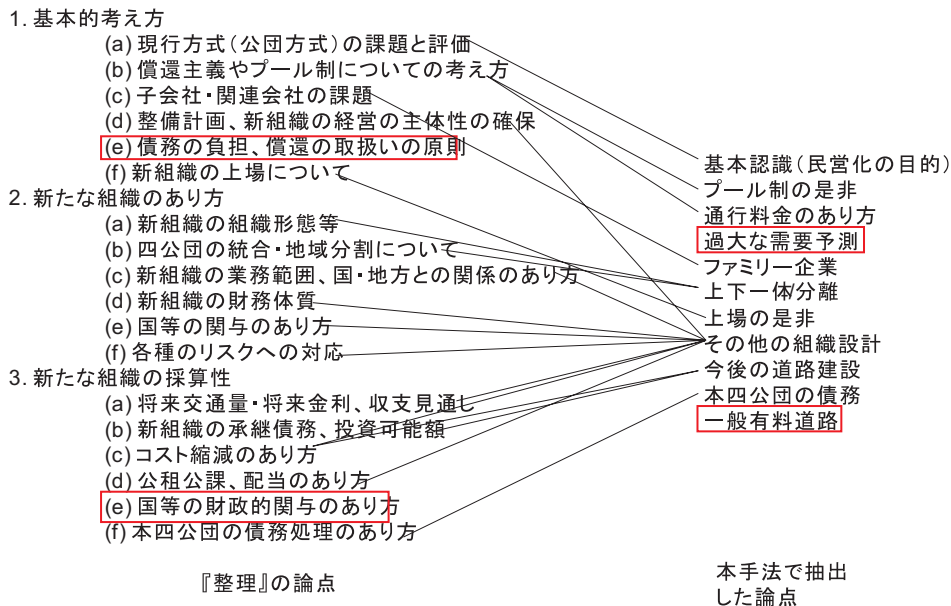 1. 基本的考え方
(a) 現行方式(公団方式)の課題と評価
(b) 償還主義やプール制についての考え方
(c) 子会社・関連会社の課題
(d) 整備計画、新組織の経営の主体性の確保
(e) 債務の負担、償還の取扱いの原則
(f) 新組織の上場について
2. 新たな組織のあり方
(a) 新組織の組織形態等
(b) 四公団の統合・地域分割について
(c) 新組織の業務範囲、国・地方との関係のあり方
(d) 新組織の財務体質
(e) 国等の関与のあり方
(f) 各種のリスクへの対応
3. 新たな組織の採算性
(a) 将来交通量・将来金利、収支見通し
(b) 新組織の承継債務、投資可能額
(c) コスト縮減のあり方
(d) 公租公課、配当のあり方
(e) 国等の財政的関与のあり方
(f) 本四公団の債務処理のあり方
『整理』の論点
基本認識(民営化の目的)
プール制の是非
通行料金のあり方
過大な需要予測
ファミリー企業
上下一体/分離
上場の是非
その他の組織設計
今後の道路建設
本四公団の債務
一般有料道路
本手法で抽出
した論点